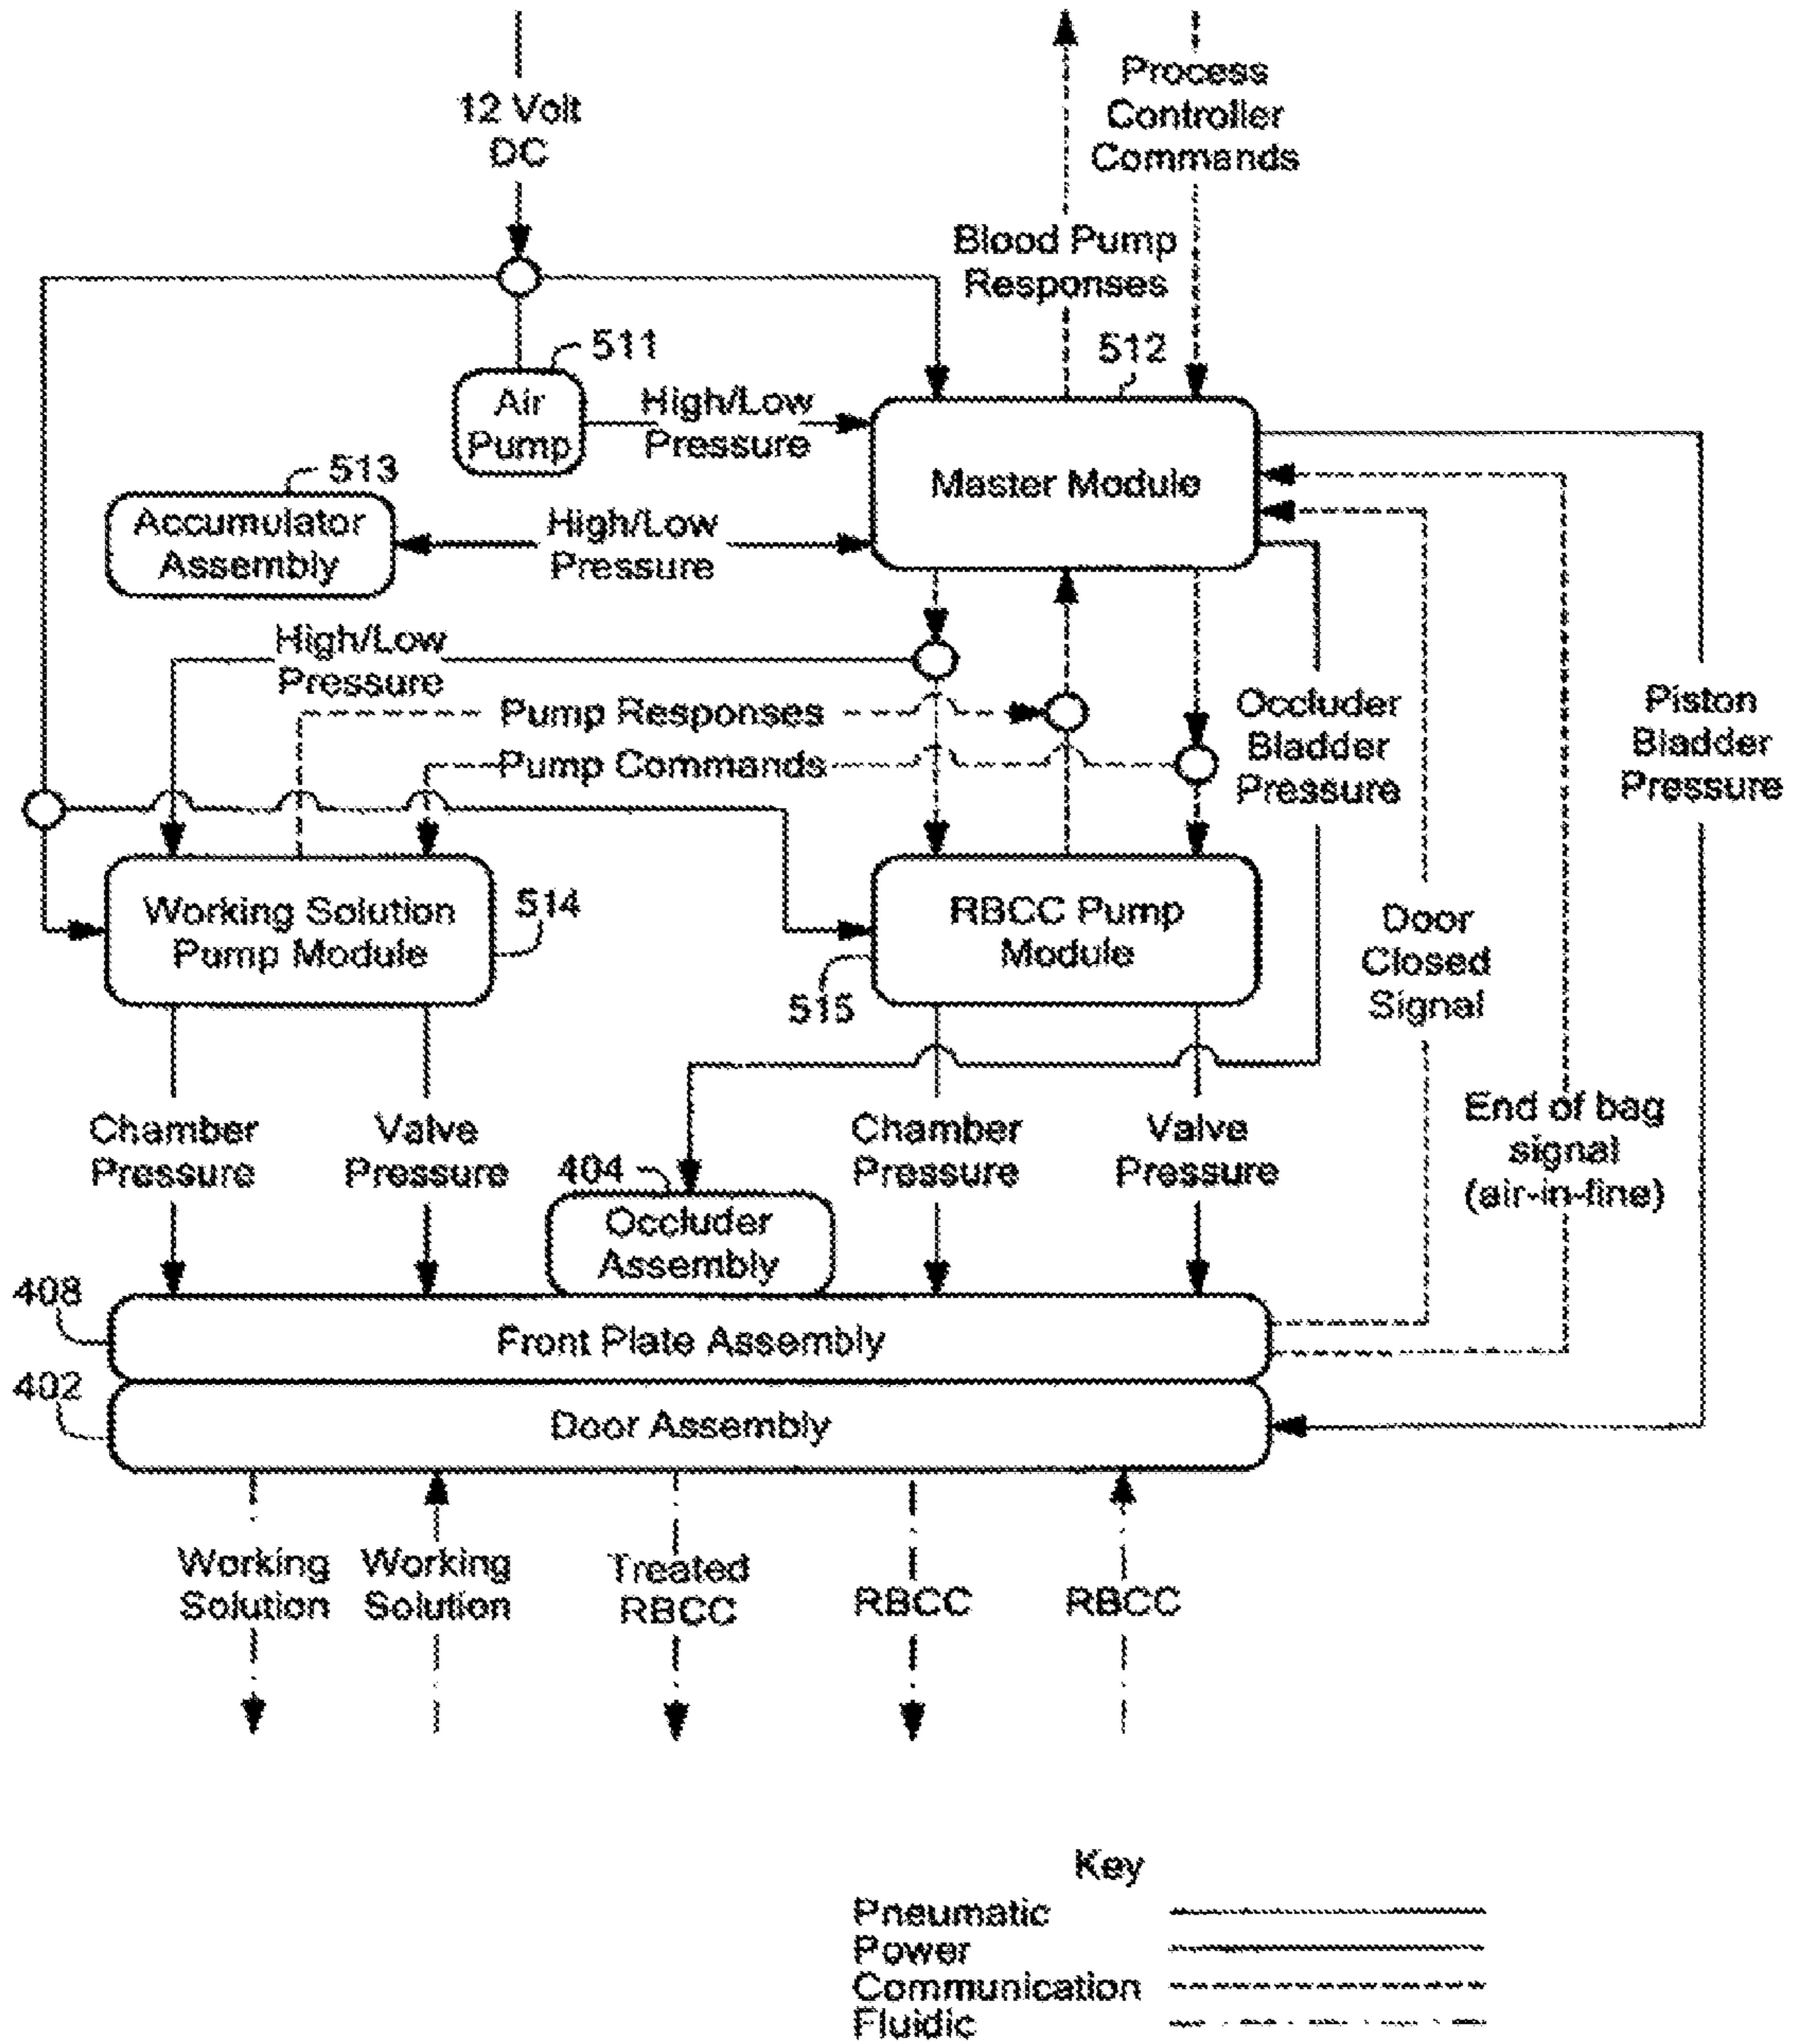 12 Volt
DC
Process
Controller
Commands
Blood Pump
Responses
511
512
Air
Pump
High/Low
Pressure
Master Module
513
Accumulator
Assembly
High/Low
Pressure
High/Low
Pressure
Pump Responses
Pump Commands
Occluder
Bladder
Pressure
Piston
Bladder
Pressure
Working Solution
Pump Module
514
RBCC Pump
Module
515
Door
Closed
Signal
End of bag
signal
(air-in-line)
Chamber
Pressure
Valve
Pressure
Chamber
Pressure
Valve
Pressure
404
Occluder
Assembly
408
Front Plate Assembly
402
Door Assembly
Working
Solution
Working
Solution
Treated
RBCC
RBCC
RBCC
Key
Pneumatic
Power
Communication
Fluidic